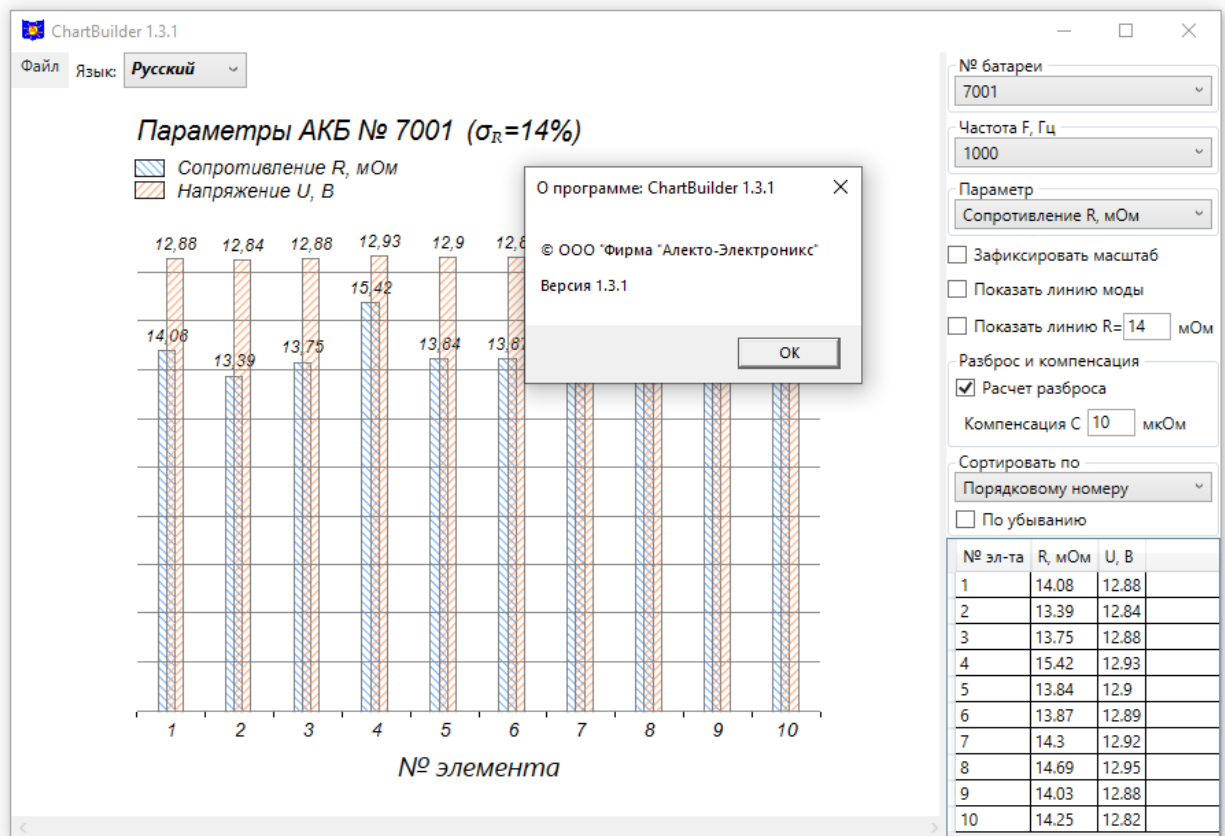 ChartBuilder 1.3.1
Файл Язык: Русский
Параметры АКБ № 7001 (σR=14%)
Сопротивление R, мОм
Напряжение U, В
12,88 12,84 12,88 12,93 12,9
14,08 13,39 13,75 15,42 13,84 13,87
1 2 3 4 5 6 7 8 9 10
№ элемента
О программе: ChartBuilder 1.3.1
© ООО "Фирма "Алекто-Электроникс"
Версия 1.3.1
OK
№ батареи
7001
Частота F, Гц
1000
Параметр
Сопротивление R, мОм
Зафиксировать масштаб
Показать линию моды
Показать линию R= 14 мОм
Разброс и компенсация
Расчет разброса
Компенсация С 10 мкОм
Сортировать по
Порядковому номеру
По убыванию
№ эл-та R, мОм U, В
1 14.08 12.88
2 13.39 12.84
3 13.75 12.88
4 15.42 12.93
5 13.84 12.9
6 13.87 12.89
7 14.3 12.92
8 14.69 12.95
9 14.03 12.88
10 14.25 12.82